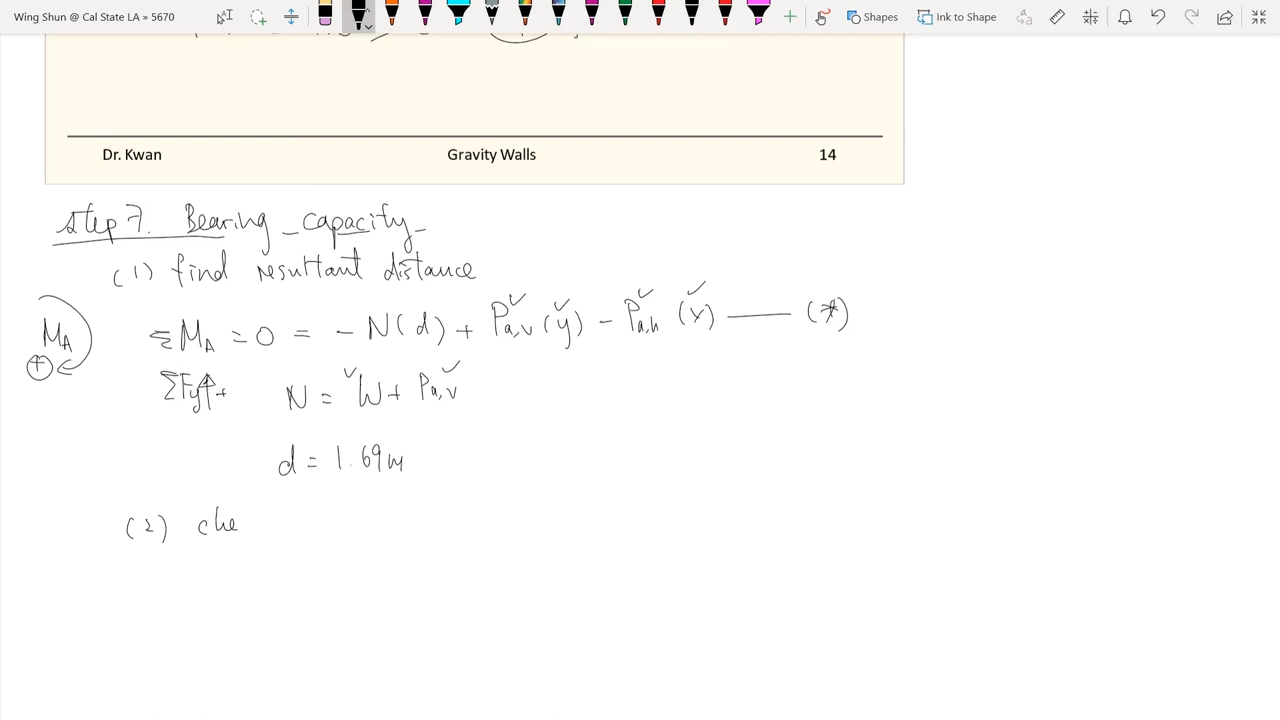 Wing Shun @ Cal State LA » 5670
Shapes
Ink to Shape
Dr. Kwan Gravity Walls 14
Step 7. Bearing capacity
(1) find resultant distance
MA
+
ΣMA = 0 = - N(d) + Pa,v (y) - Pa,h (x) —— (*)
ΣFy↑+ N = W + Pa,v
d = 1.69m
(2) che